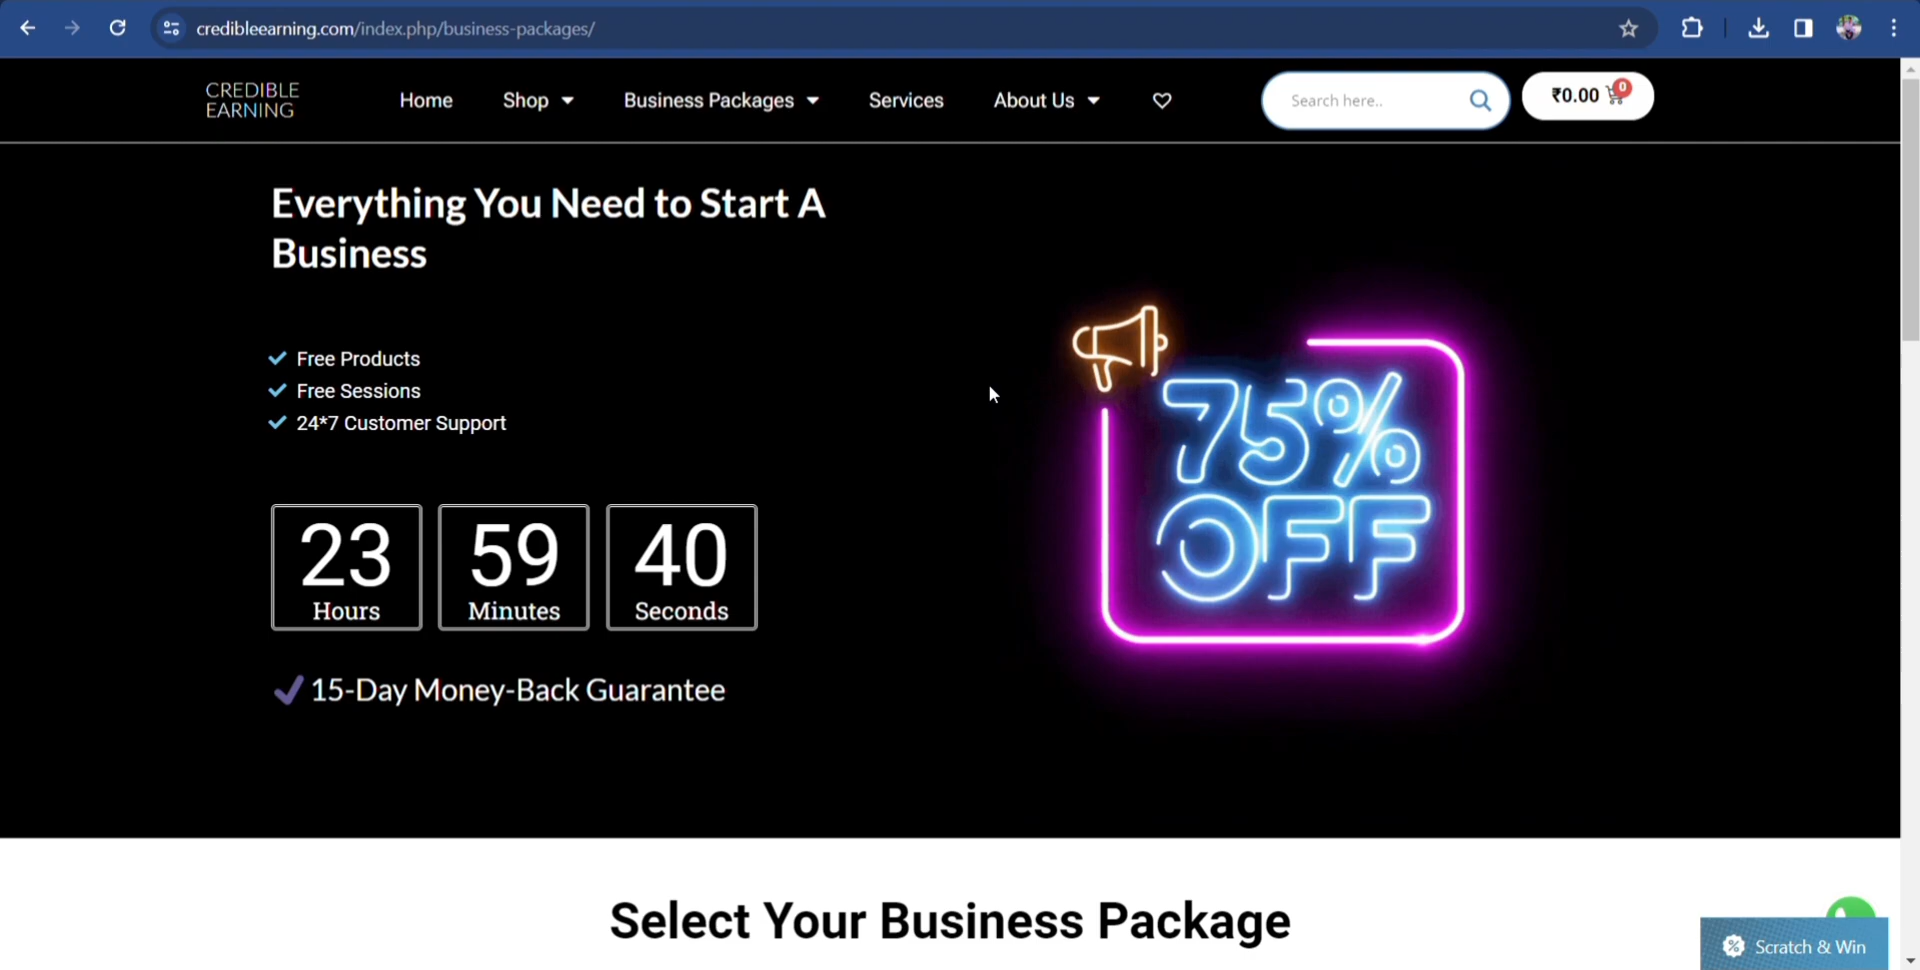 credibleearning.com/index.php/business-packages/
CREDIBLE
EARNING
Home
Shop
Business Packages
Services
About Us
Search here..
₹0.00
0
Everything You Need to Start A
Business
Free Products
Free Sessions
24*7 Customer Support
75%
OFF
23
Hours
59
Minutes
40
Seconds
15-Day Money-Back Guarantee
Select Your Business Package
% Scratch & Win